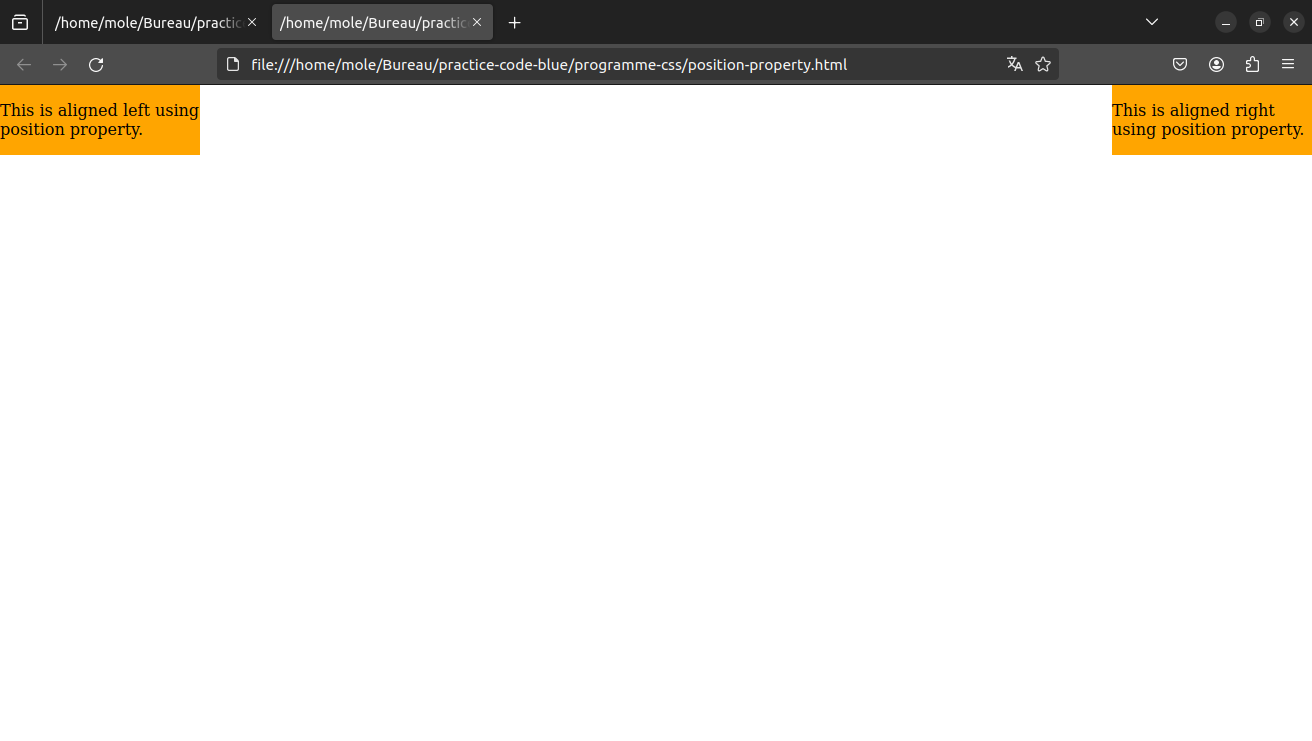 /home/mole/Bureau/practic
/home/mole/Bureau/practic
file:///home/mole/Bureau/practice-code-blue/programme-css/position-property.html
This is aligned left using
position property.
This is aligned right
using position property.